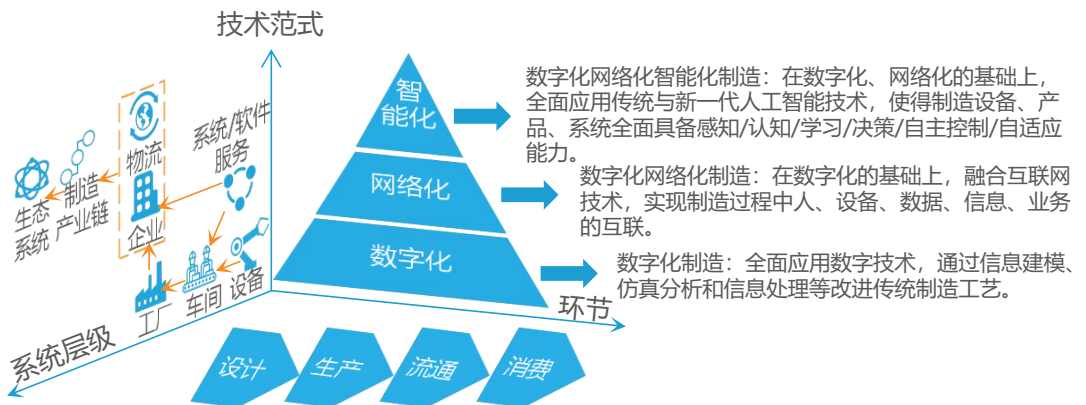 技术范式
智
能化
网络化
数字化
数字化网络化智能化制造：在数字化、网络化的基础上，
全面应用传统与新一代人工智能技术，使得制造设备、产
品、系统全面具备感知/认知/学习/决策/自主控制/自适应
能力。
数字化网络化制造：在数字化的基础上，融合互联网
技术，实现制造过程中人、设备、数据、信息、业务
的互联。
数字化制造：全面应用数字技术，通过信息建模、
仿真分析和信息处理等改进传统制造工艺。
系统/软件
服务
物流
企业
制造
产业链
生态
系统
工厂
车间
设备
系统层级
环节
设计
生产
流通
消费